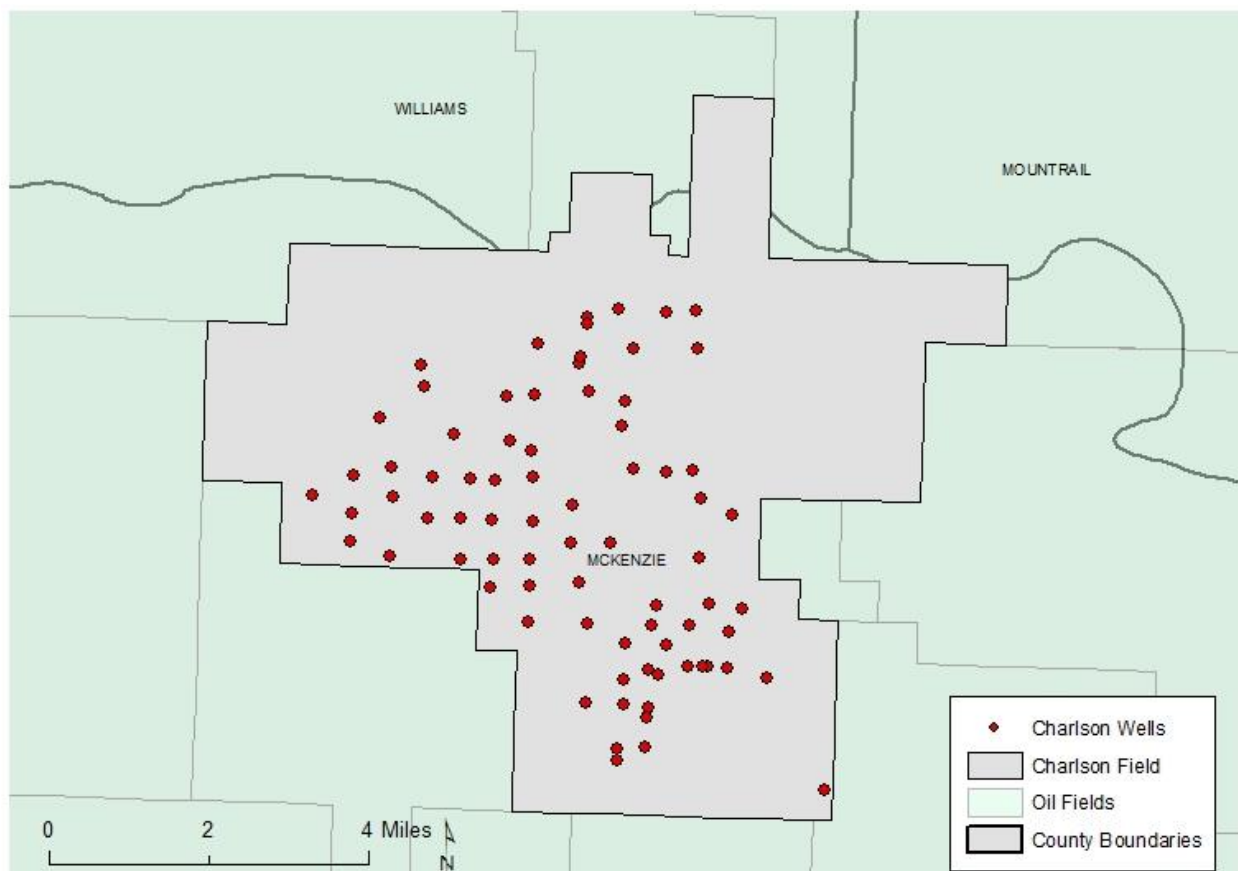 WILLIAMS
MOUNTRAIL
MCKENZIE
Charlson Wells
Charlson Field
Oil Fields
County Boundaries
0 2 4 Miles
N